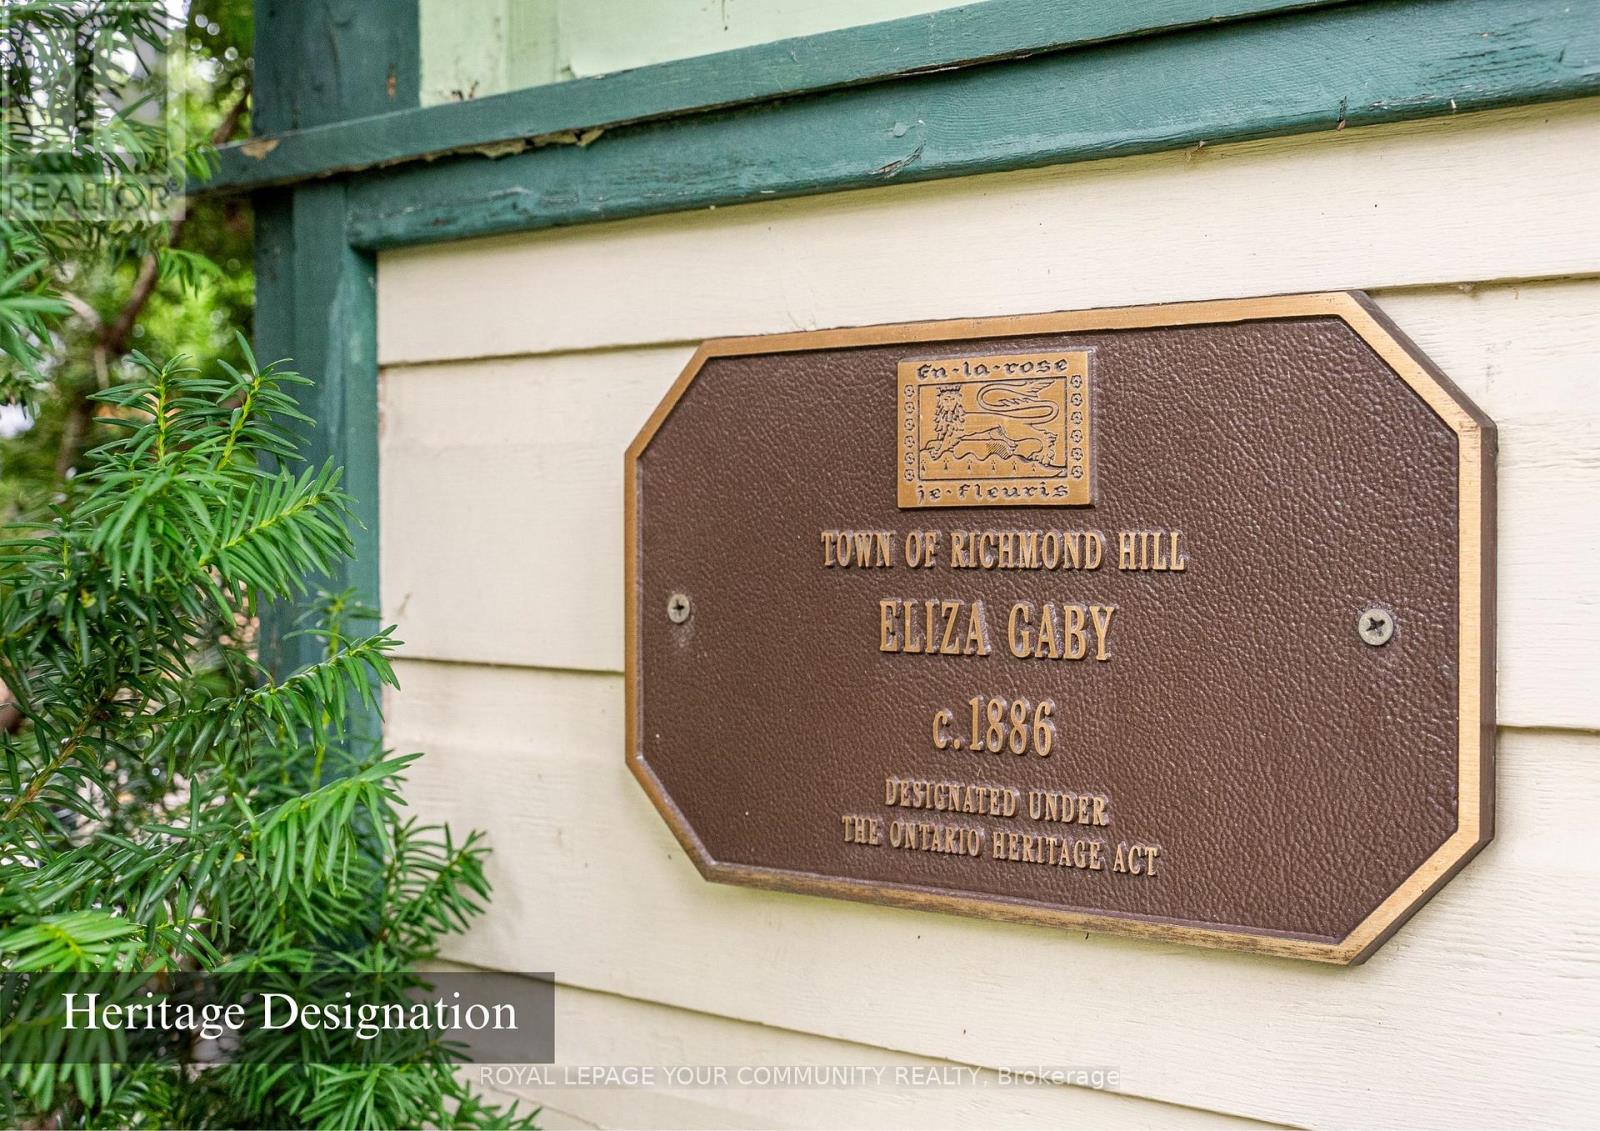 REALTOR®
En·la·rose
je·fleuris
TOWN OF RICHMOND HILL
ELIZA GABY
c.1886
DESIGNATED UNDER
THE ONTARIO HERITAGE ACT
Heritage Designation
ROYAL LEPAGE YOUR COMMUNITY REALTY, Brokerage